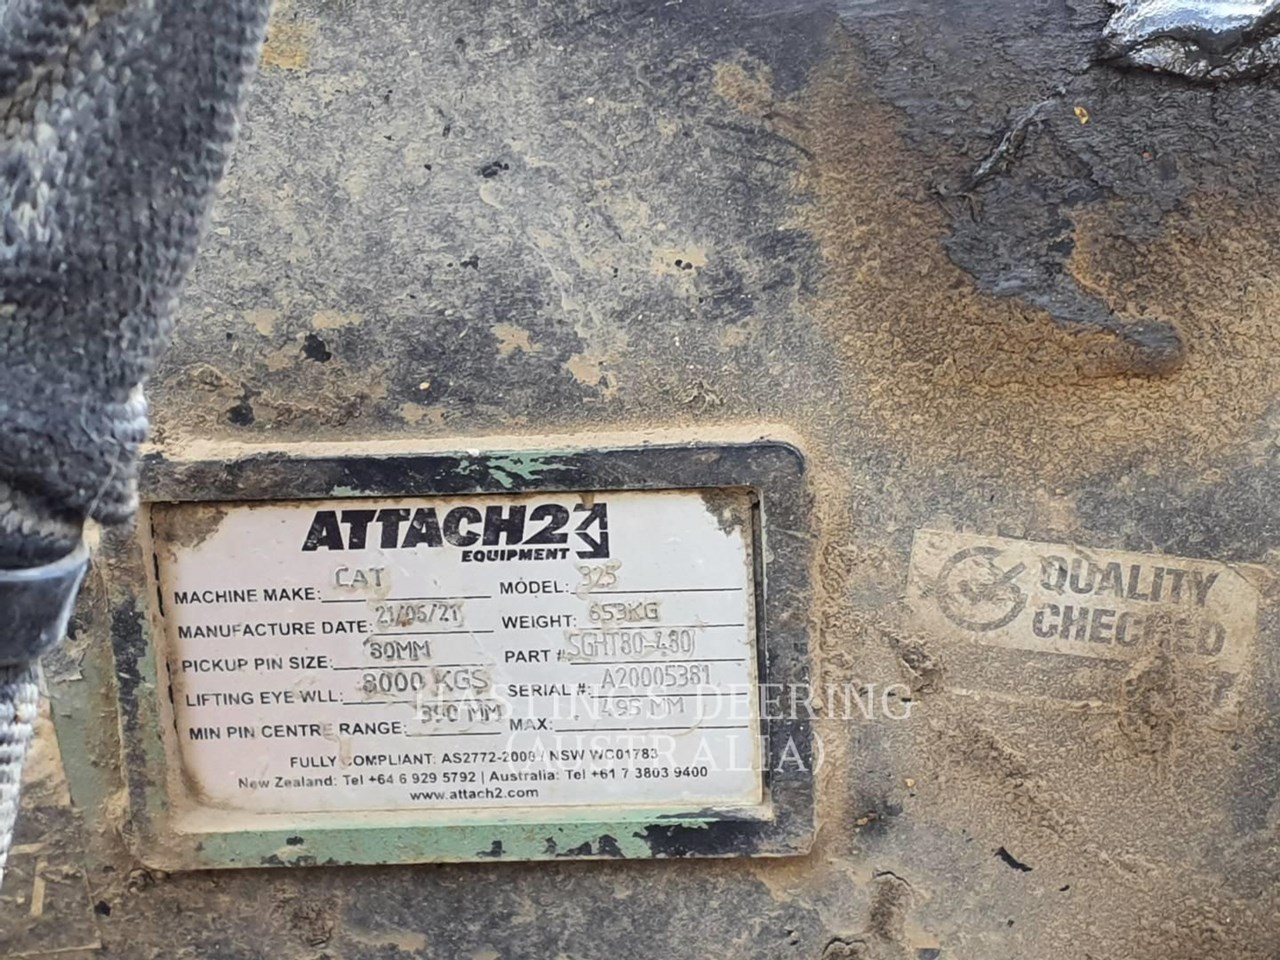 ATTACH2
EQUIPMENT
MACHINE MAKE: CAT MODEL: 325
MANUFACTURE DATE: 21/05/21 WEIGHT: 653KG
PICKUP PIN SIZE: 80MM PART #: SGHT80-480
LIFTING EYE WLL: 8000 KGS SERIAL #: A20005381
MIN PIN CENTRE RANGE: 390 MM MAX: 495 MM
FULLY COMPLIANT: AS2772-2008 / NSW WC01783
New Zealand: Tel +64 6 929 5792 | Australia: Tel +61 7 3803 9400
www.attach2.com
QUALITY
CHECKED
HASTINGS DEERING
(AUSTRALIA)